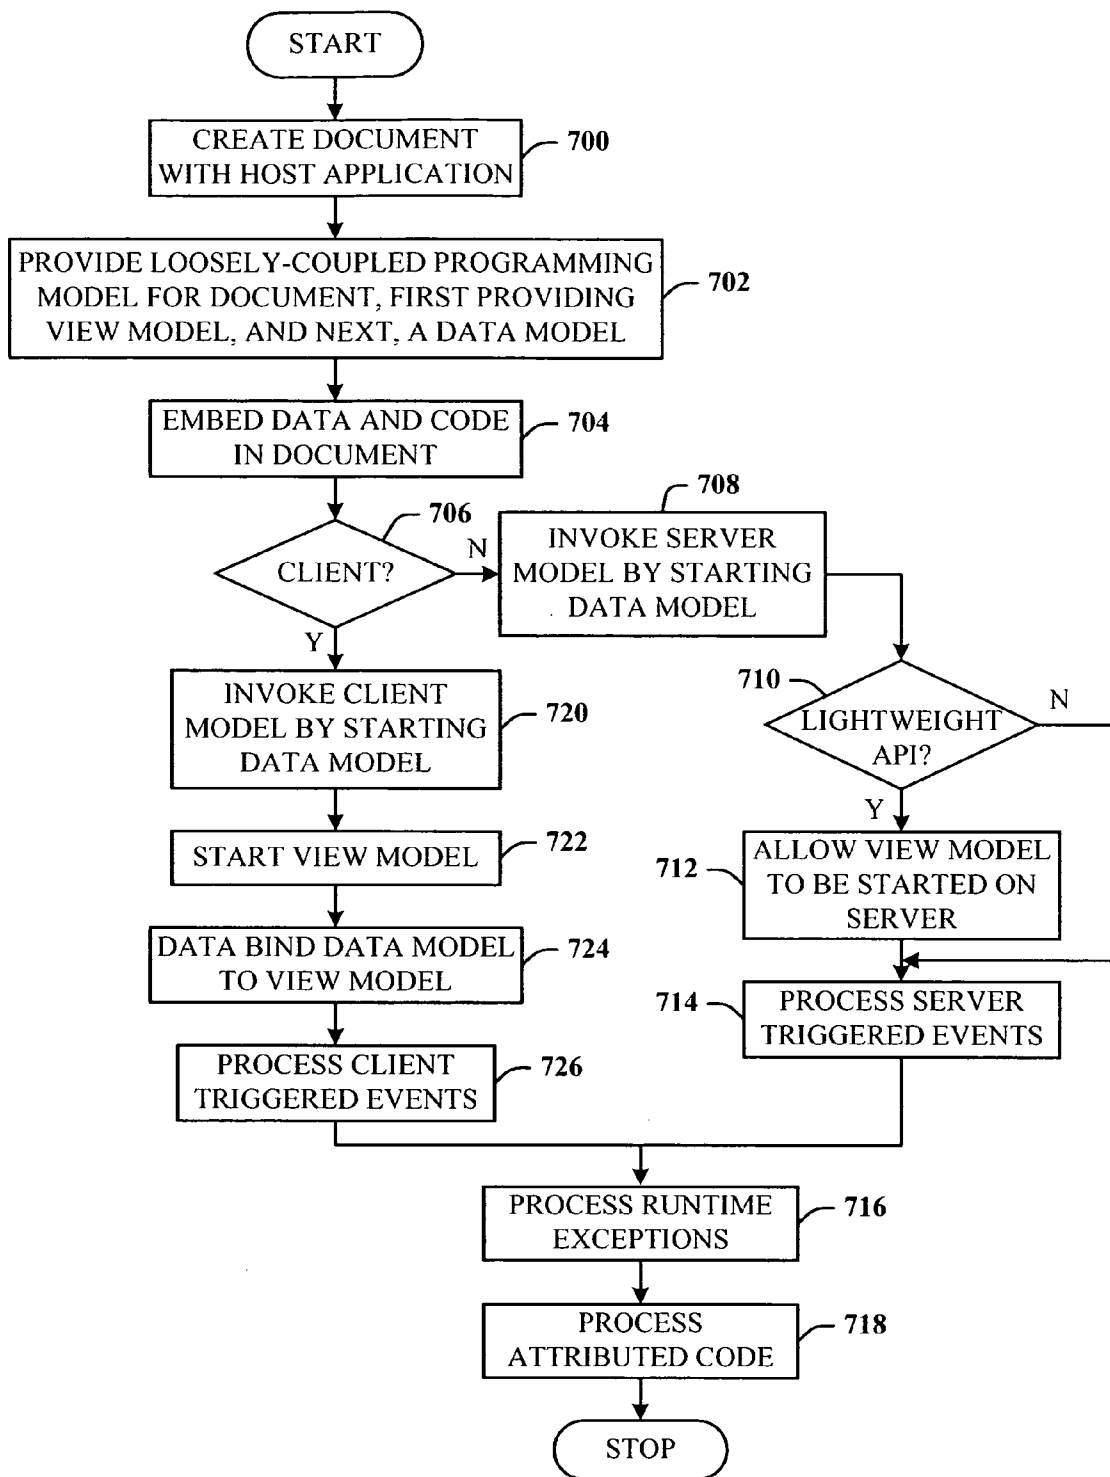 START
CREATE DOCUMENT
WITH HOST APPLICATION
700
PROVIDE LOOSELY-COUPLED PROGRAMMING
MODEL FOR DOCUMENT, FIRST PROVIDING
VIEW MODEL, AND NEXT, A DATA MODEL
702
EMBED DATA AND CODE
IN DOCUMENT
704
706
CLIENT?
N
Y
708
INVOKE SERVER
MODEL BY STARTING
DATA MODEL
710
LIGHTWEIGHT
API?
N
Y
INVOKE CLIENT
MODEL BY STARTING
DATA MODEL
720
START VIEW MODEL
722
712
ALLOW VIEW MODEL
TO BE STARTED ON
SERVER
DATA BIND DATA MODEL
TO VIEW MODEL
724
714
PROCESS SERVER
TRIGGERED EVENTS
PROCESS CLIENT
TRIGGERED EVENTS
726
PROCESS RUNTIME
EXCEPTIONS
716
PROCESS
ATTRIBUTED CODE
718
STOP